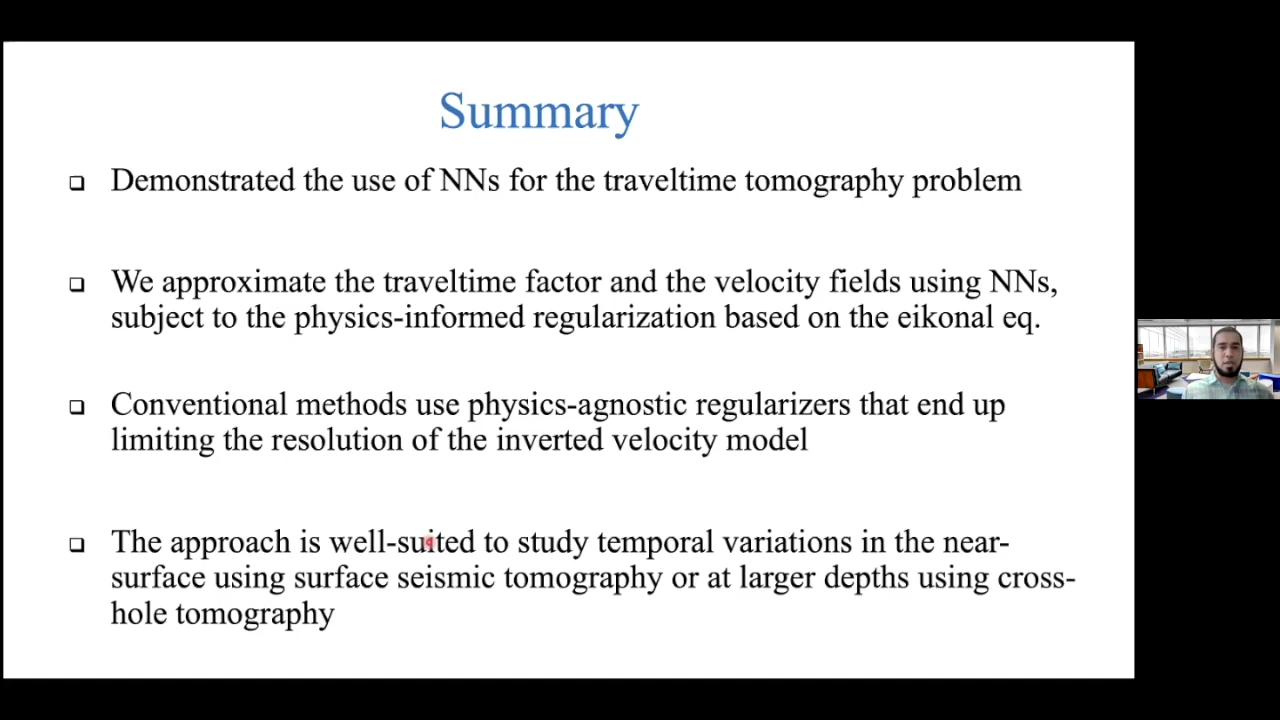 Summary
Demonstrated the use of NNs for the traveltime tomography problem
We approximate the traveltime factor and the velocity fields using NNs,
subject to the physics-informed regularization based on the eikonal eq.
Conventional methods use physics-agnostic regularizers that end up
limiting the resolution of the inverted velocity model
The approach is well-suited to study temporal variations in the near-
surface using surface seismic tomography or at larger depths using cross-
hole tomography